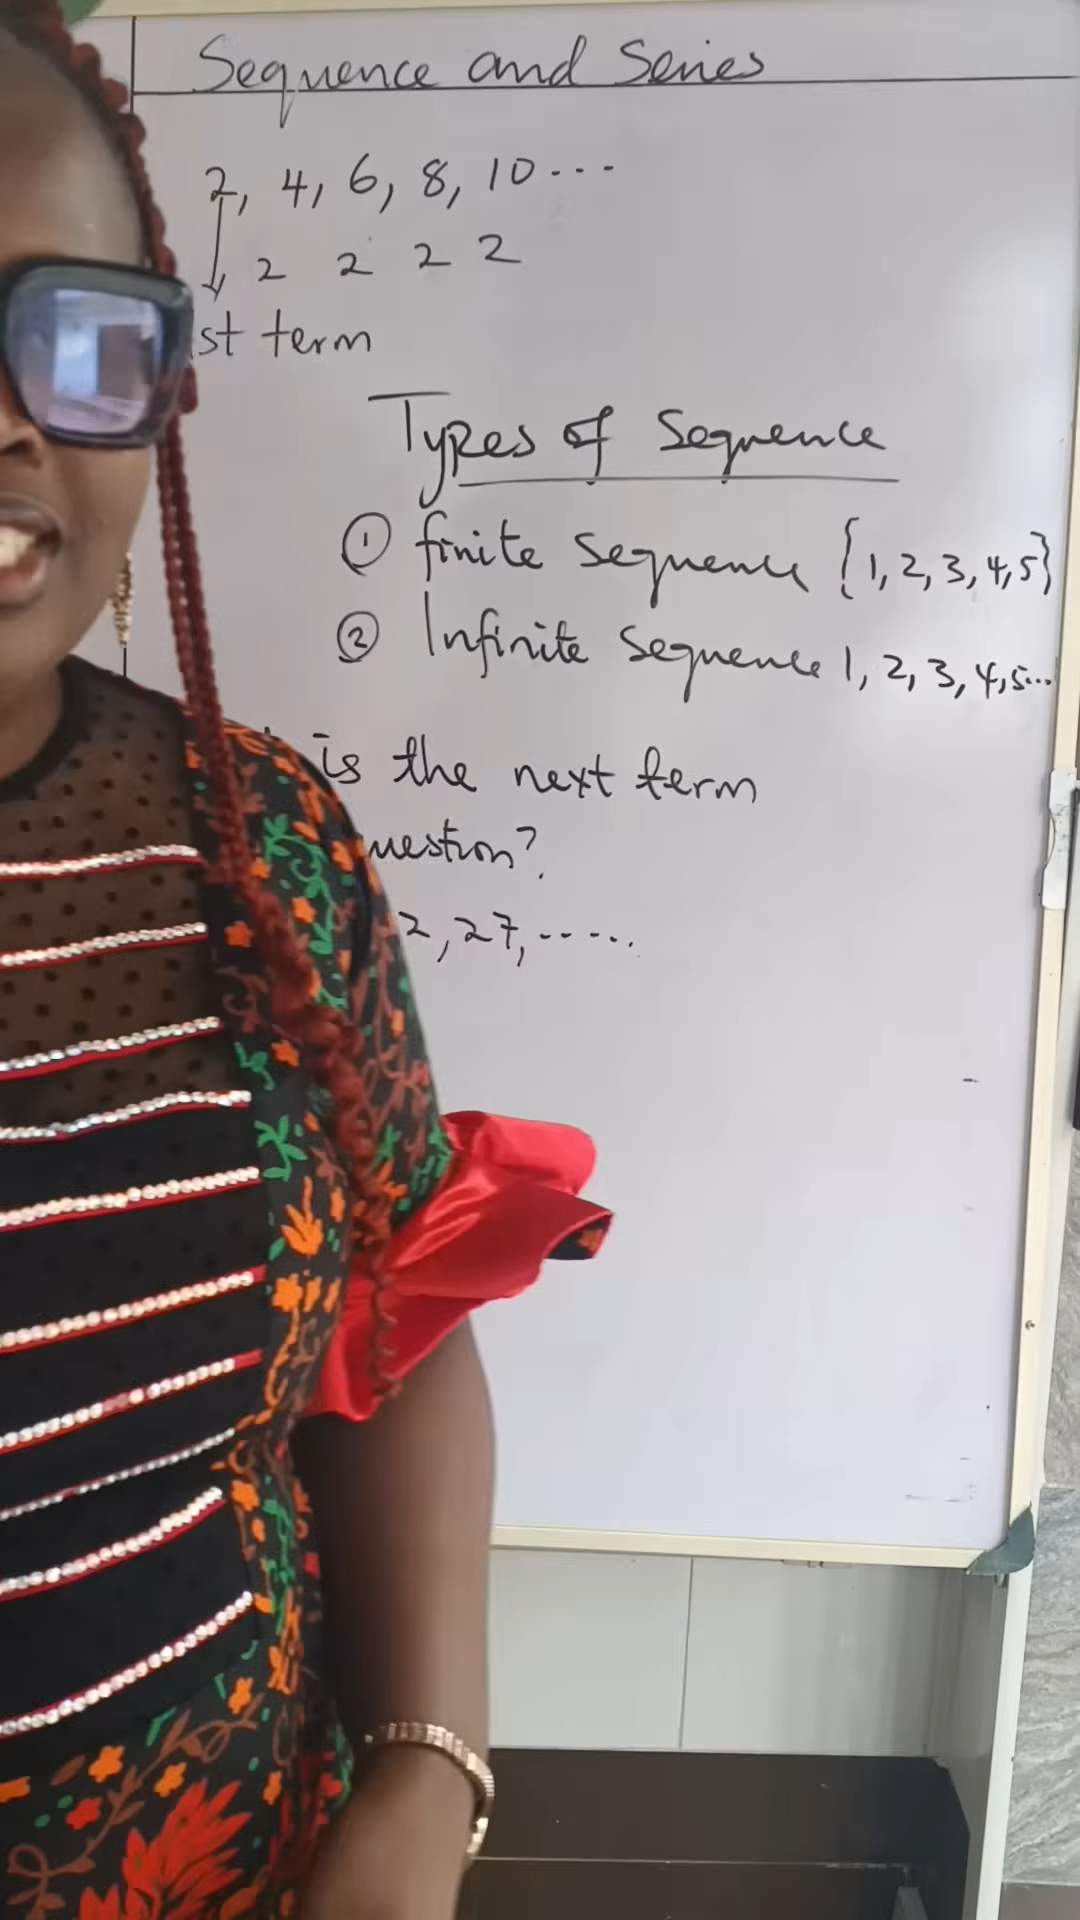 Sequence and Series
2, 4, 6, 8, 10...
2 2 2 2
1st term
Types of Sequence
① finite sequence {1, 2, 3, 4, 5}
② Infinite sequence 1, 2, 3, 4, 5...
is the next term
question?
2, 27, .....